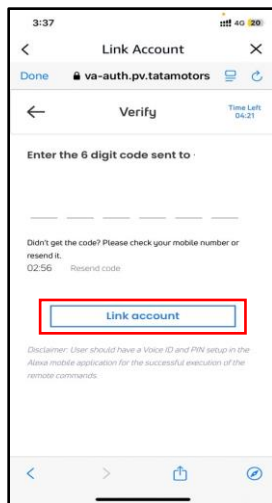 3:37
4G 20
Link Account
Done va-auth.pv.tatamotors
Verify
Time Left
04:21
Enter the 6 digit code sent to
Didn't get the code? Please check your mobile number or
resend it.
02:56 Resend code
Link account
Disclaimer: User should have a Voice ID and PIN setup in the
Alexa mobile application for the successful execution of the
remote commands.